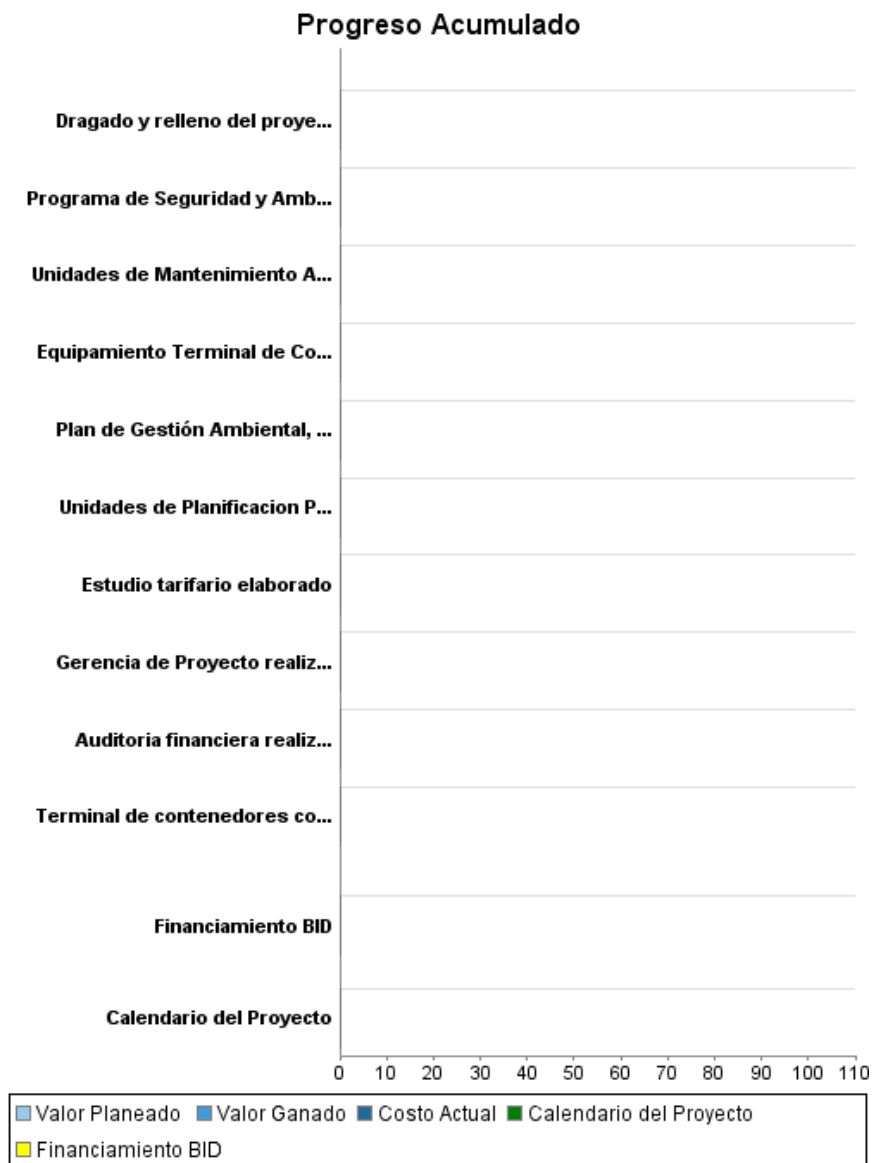 Progreso Acumulado
Dragado y relleno del proye...
Programa de Seguridad y Amb...
Unidades de Mantenimiento A...
Equipamiento Terminal de Co...
Plan de Gestión Ambiental, ...
Unidades de Planificacion P...
Estudio tarifario elaborado
Gerencia de Proyecto realiz...
Auditoria financiera realiz...
Terminal de contenedores co...
Financiamiento BID
Calendario del Proyecto
0 10 20 30 40 50 60 70 80 90 100 110
Valor Planeado Valor Ganado Costo Actual Calendario del Proyecto
Financiamiento BID